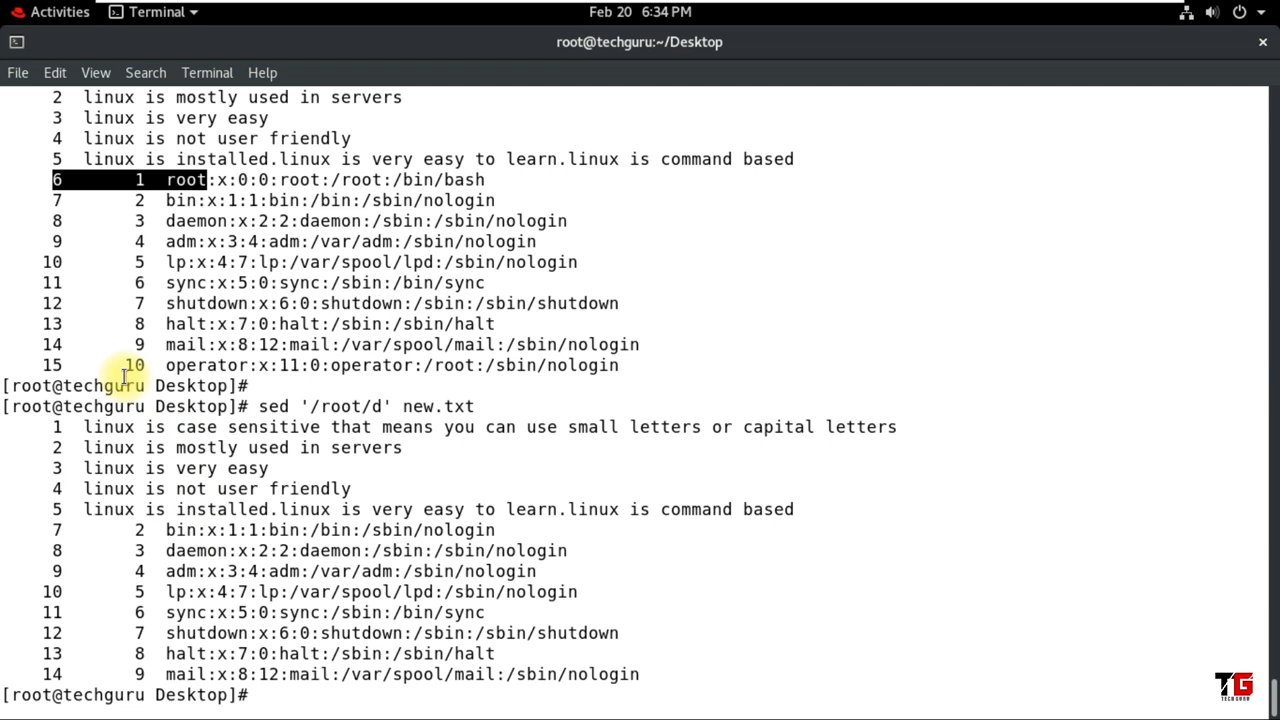 Activities Terminal Feb 20 6:34 PM
root@techguru:~/Desktop
File Edit View Search Terminal Help
2 linux is mostly used in servers
3 linux is very easy
4 linux is not user friendly
5 linux is installed.linux is very easy to learn.linux is command based
6 1 root:x:0:0:root:/root:/bin/bash
7 2 bin:x:1:1:bin:/bin:/sbin/nologin
8 3 daemon:x:2:2:daemon:/sbin:/sbin/nologin
9 4 adm:x:3:4:adm:/var/adm:/sbin/nologin
10 5 lp:x:4:7:lp:/var/spool/lpd:/sbin/nologin
11 6 sync:x:5:0:sync:/sbin:/bin/sync
12 7 shutdown:x:6:0:shutdown:/sbin:/sbin/shutdown
13 8 halt:x:7:0:halt:/sbin:/sbin/halt
14 9 mail:x:8:12:mail:/var/spool/mail:/sbin/nologin
15 10 operator:x:11:0:operator:/root:/sbin/nologin
[root@techguru Desktop]#
[root@techguru Desktop]# sed '/root/d' new.txt
1 linux is case sensitive that means you can use small letters or capital letters
2 linux is mostly used in servers
3 linux is very easy
4 linux is not user friendly
5 linux is installed.linux is very easy to learn.linux is command based
7 2 bin:x:1:1:bin:/bin:/sbin/nologin
8 3 daemon:x:2:2:daemon:/sbin:/sbin/nologin
9 4 adm:x:3:4:adm:/var/adm:/sbin/nologin
10 5 lp:x:4:7:lp:/var/spool/lpd:/sbin/nologin
11 6 sync:x:5:0:sync:/sbin:/bin/sync
12 7 shutdown:x:6:0:shutdown:/sbin:/sbin/shutdown
13 8 halt:x:7:0:halt:/sbin:/sbin/halt
14 9 mail:x:8:12:mail:/var/spool/mail:/sbin/nologin
[root@techguru Desktop]#
TG
TECH GURU